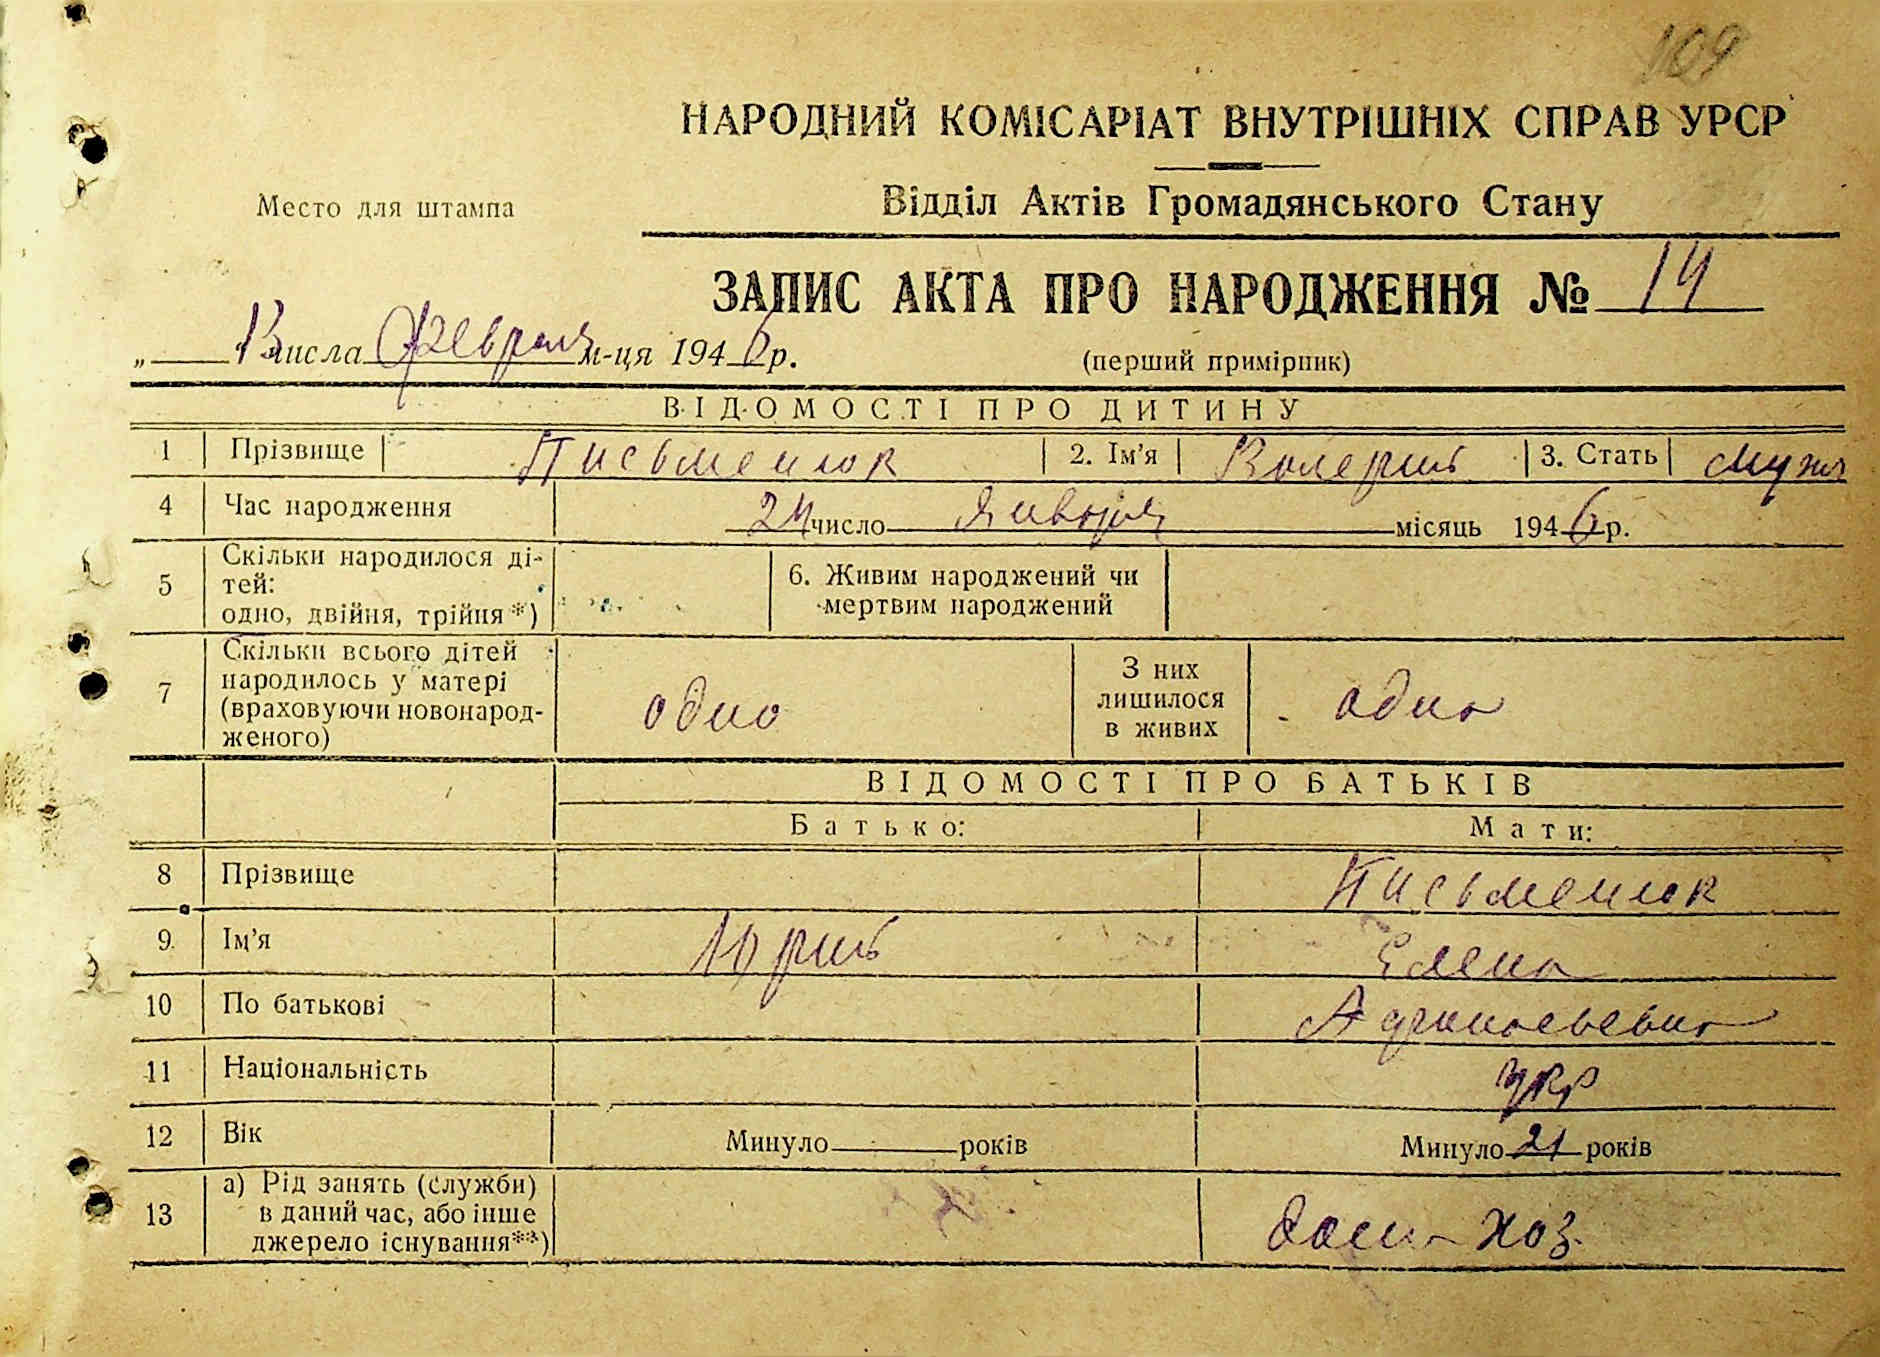 109
НАРОДНИЙ КОМІСАРІАТ ВНУТРІШНІХ СПРАВ УРСР
Место для штампа
Відділ Актів Громадянського Стану
ЗАПИС АКТА ПРО НАРОДЖЕННЯ № 14
„ 13 числа Февраля м-ця 1946 р.
(перший примірник)
ВІДОМОСТІ ПРО ДИТИНУ
1 Прізвище Письменюк 2. Ім'я Валерий 3. Стать муж
4 Час народження 24 число Января місяць 1946 р.
5 Скільки народилося ді-
тей:
одно, двійня, трійня*)
6. Живим народжений чи
мертвим народжений
7 Скільки всього дітей
народилось у матері
(враховуючи новонарод-
женого)
одно
З них
лишилося
в живих
одно
ВІДОМОСТІ ПРО БАТЬКІВ
Батько: Мати:
8 Прізвище Письменюк
9. Ім'я Юрий Елена
10 По батькові
11 Національність укр
12 Вік Минуло років Минуло 21 років
13 а) Рід занять (служби)
в даний час, або інше
джерело існування**)
дом-хоз.